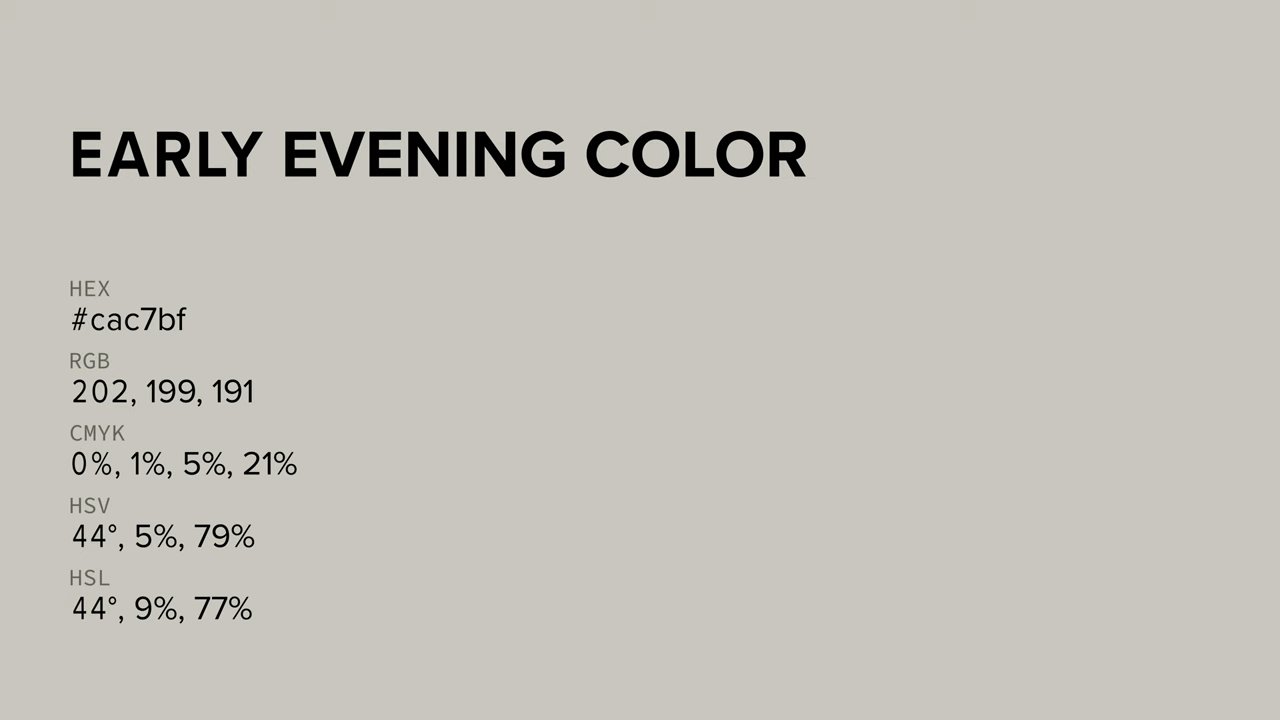 EARLY EVENING COLOR
HEX
#cac7bf
RGB
202, 199, 191
CMYK
0%, 1%, 5%, 21%
HSV
44°, 5%, 79%
HSL
44°, 9%, 77%